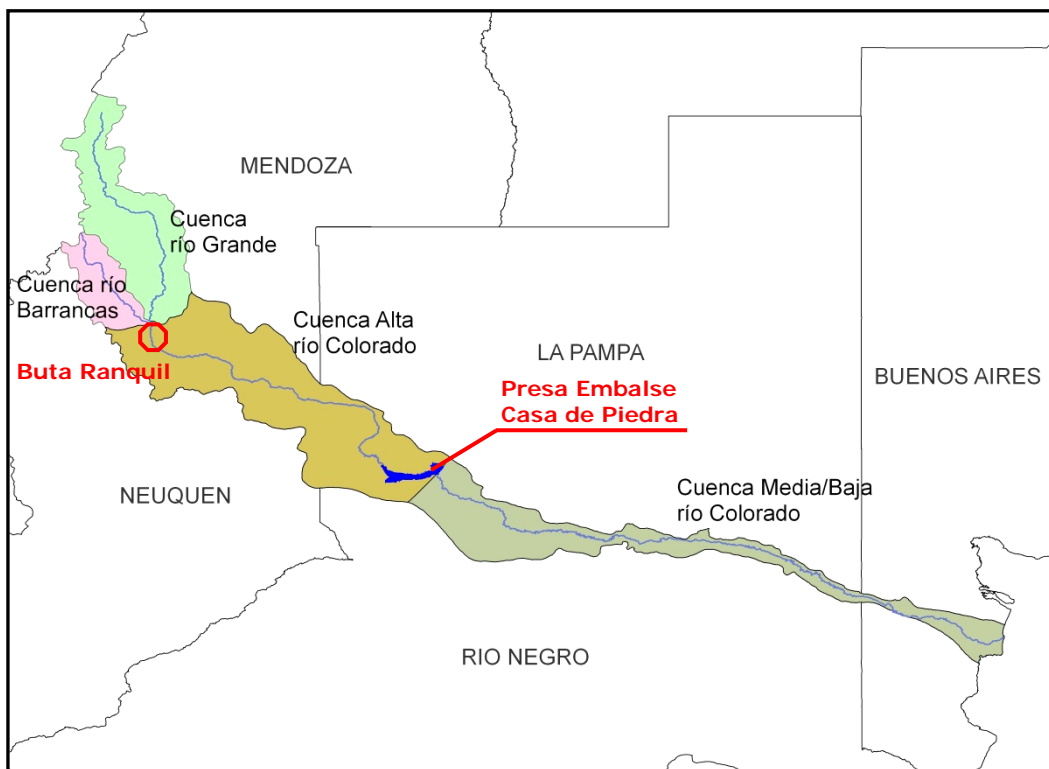 MENDOZA
Cuenca
río Grande
Cuenca río
Barrancas
Cuenca Alta
río Colorado
Buta Ranquil
LA PAMPA
Presa Embalse
Casa de Piedra
BUENOS AIRES
NEUQUEN
Cuenca Media/Baja
río Colorado
RIO NEGRO